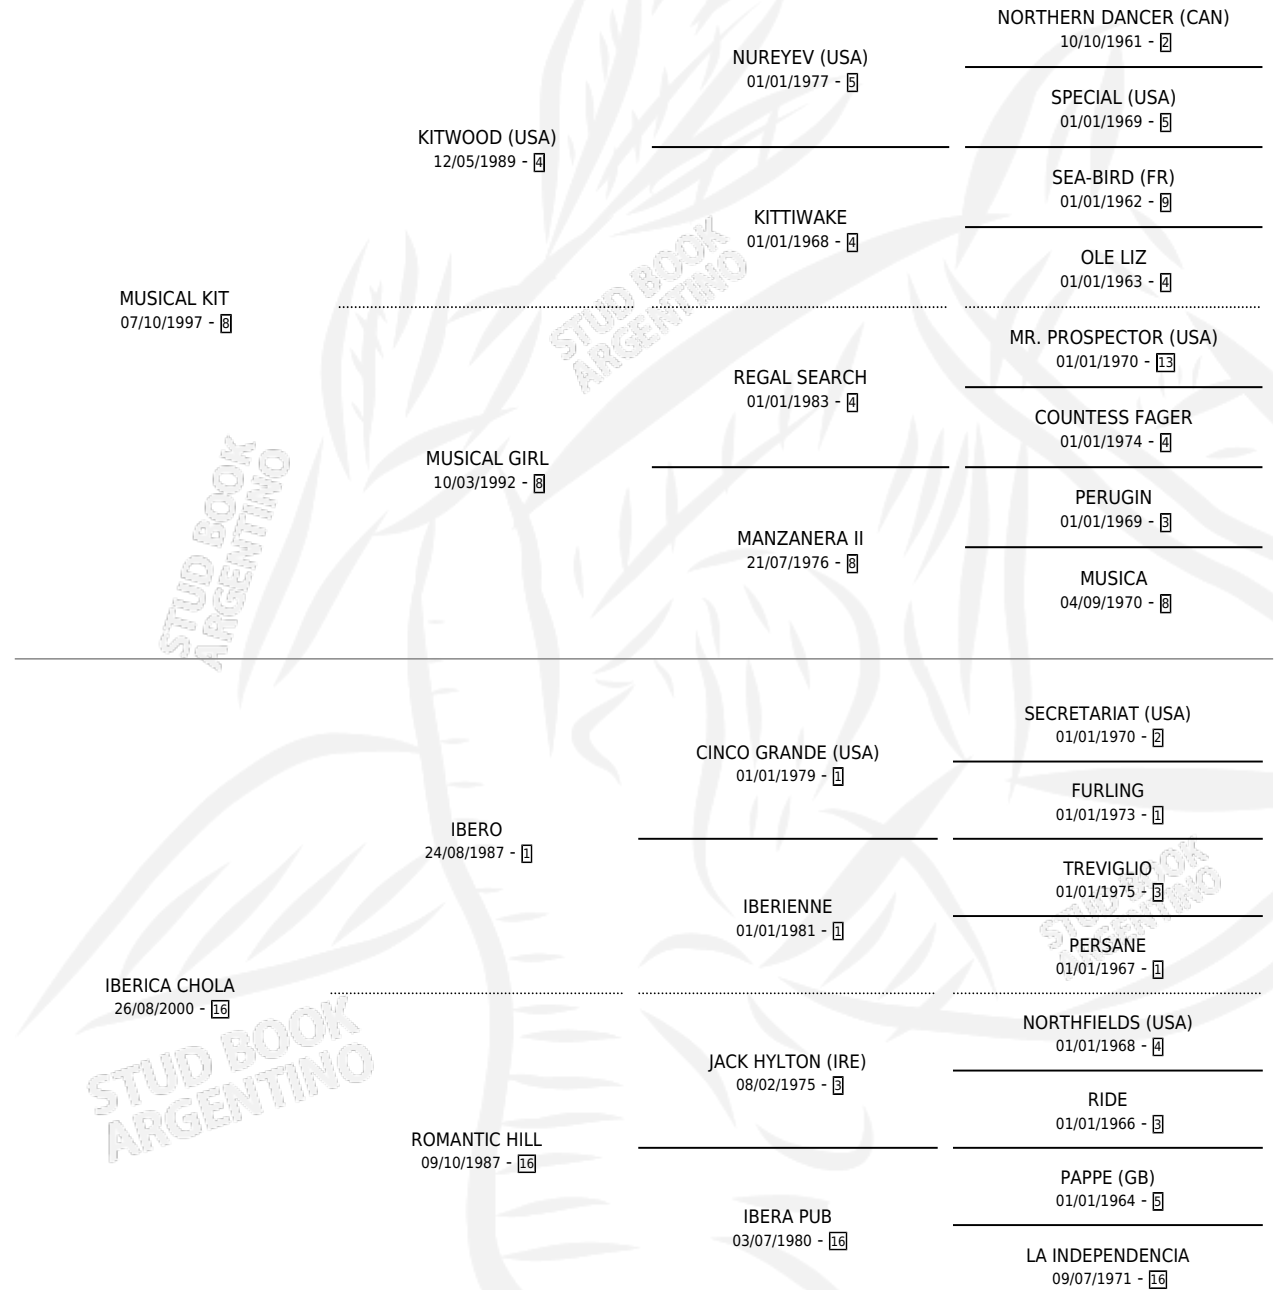 NORTHERN DANCER (CAN)
10/10/1961 - 2
NUREYEV (USA)
01/01/1977 - 5
SPECIAL (USA)
01/01/1969 - 5
KITWOOD (USA)
12/05/1989 - 4
SEA-BIRD (FR)
01/01/1962 - 9
KITTIWAKE
01/01/1968 - 4
OLE LIZ
01/01/1963 - 4
MUSICAL KIT
07/10/1997 - 8
MR. PROSPECTOR (USA)
01/01/1970 - 13
REGAL SEARCH
01/01/1983 - 4
COUNTESS FAGER
01/01/1974 - 4
MUSICAL GIRL
10/03/1992 - 8
PERUGIN
01/01/1969 - 3
MANZANERA II
21/07/1976 - 8
MUSICA
04/09/1970 - 8
SECRETARIAT (USA)
01/01/1970 - 2
CINCO GRANDE (USA)
01/01/1979 - 1
FURLING
01/01/1973 - 1
IBERO
24/08/1987 - 1
TREVIGLIO
01/01/1975 - 3
IBERIENNE
01/01/1981 - 1
PERSANE
01/01/1967 - 1
IBERICA CHOLA
26/08/2000 - 16
NORTHFIELDS (USA)
01/01/1968 - 4
JACK HYLTON (IRE)
08/02/1975 - 3
RIDE
01/01/1966 - 3
ROMANTIC HILL
09/10/1987 - 16
PAPPE (GB)
01/01/1964 - 5
IBERA PUB
03/07/1980 - 16
LA INDEPENDENCIA
09/07/1971 - 16
STUD BOOK
ARGENTINO
STUD BOOK
ARGENTINO
STUD BOOK
ARGENTINO
STUD BOOK
ARGENTINO